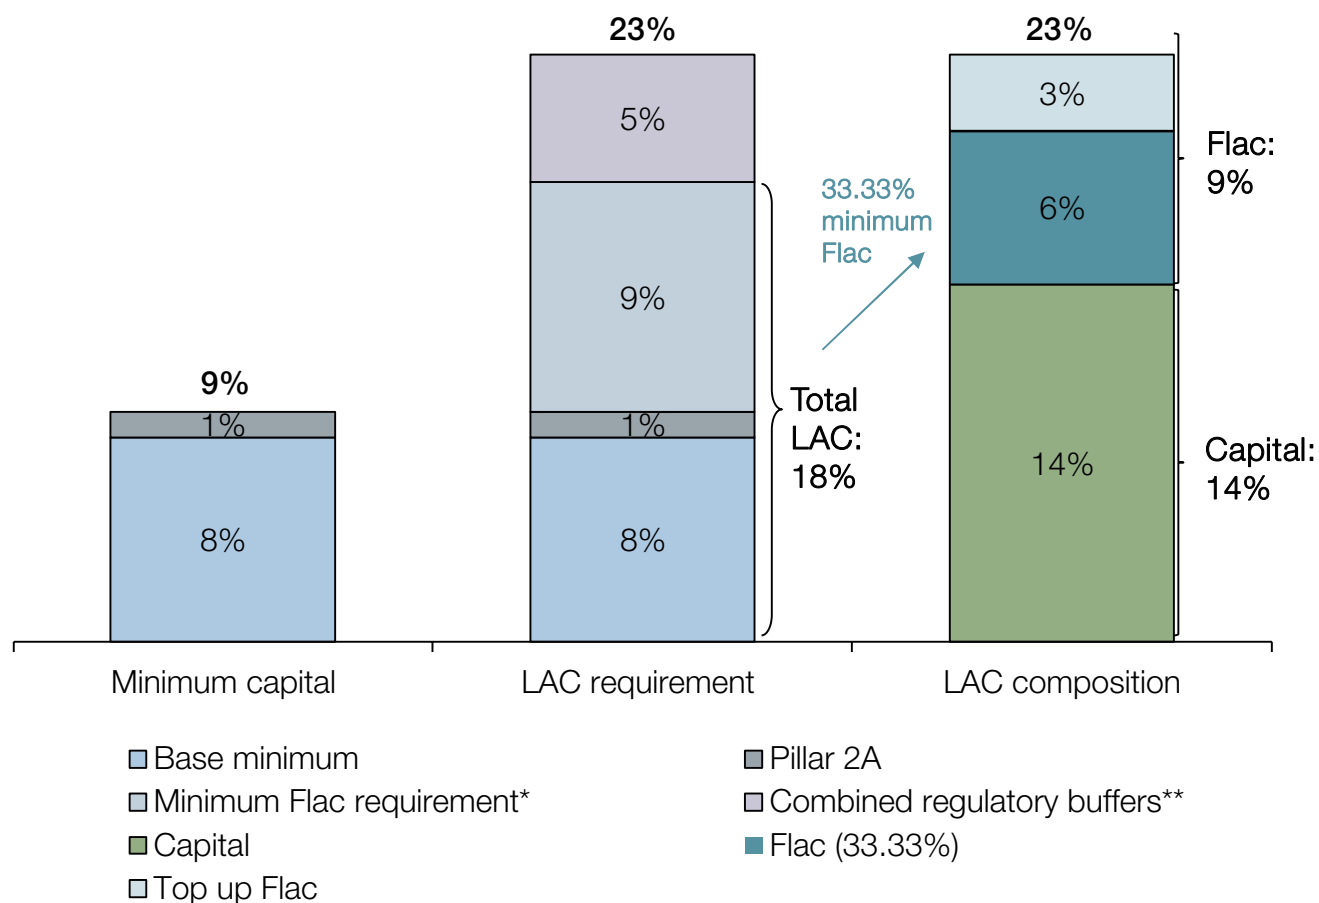 23%
23%
5%
3%
Flac:
9%
33.33%
minimum
Flac
6%
9%
9%
1%
1%
Total
LAC:
18%
Capital:
14%
14%
8%
8%
Minimum capital
LAC requirement
LAC composition
Base minimum
Pillar 2A
Minimum Flac requirement*
Combined regulatory buffers**
Capital
Flac (33.33%)
Top up Flac